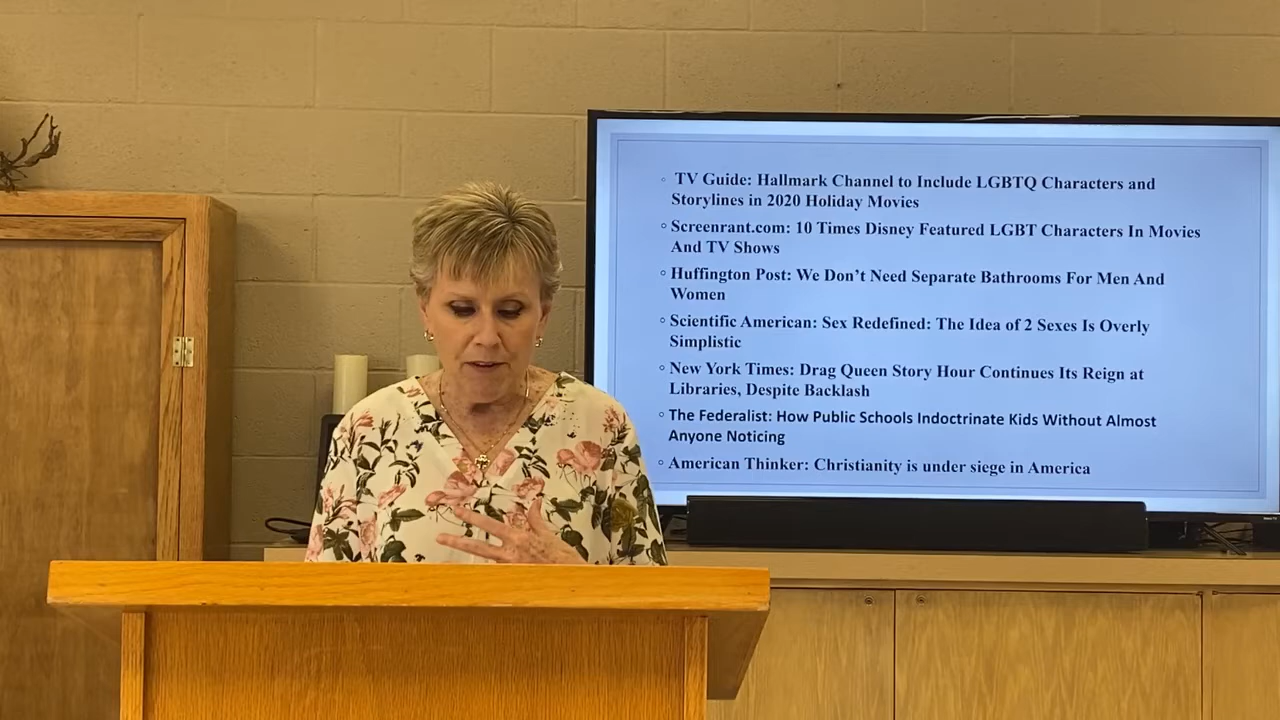 TV Guide: Hallmark Channel to Include LGBTQ Characters and
Storylines in 2020 Holiday Movies
Screenrant.com: 10 Times Disney Featured LGBT Characters In Movies
And TV Shows
Huffington Post: We Don’t Need Separate Bathrooms For Men And
Women
Scientific American: Sex Redefined: The Idea of 2 Sexes Is Overly
Simplistic
New York Times: Drag Queen Story Hour Continues Its Reign at
Libraries, Despite Backlash
The Federalist: How Public Schools Indoctrinate Kids Without Almost
Anyone Noticing
American Thinker: Christianity is under siege in America